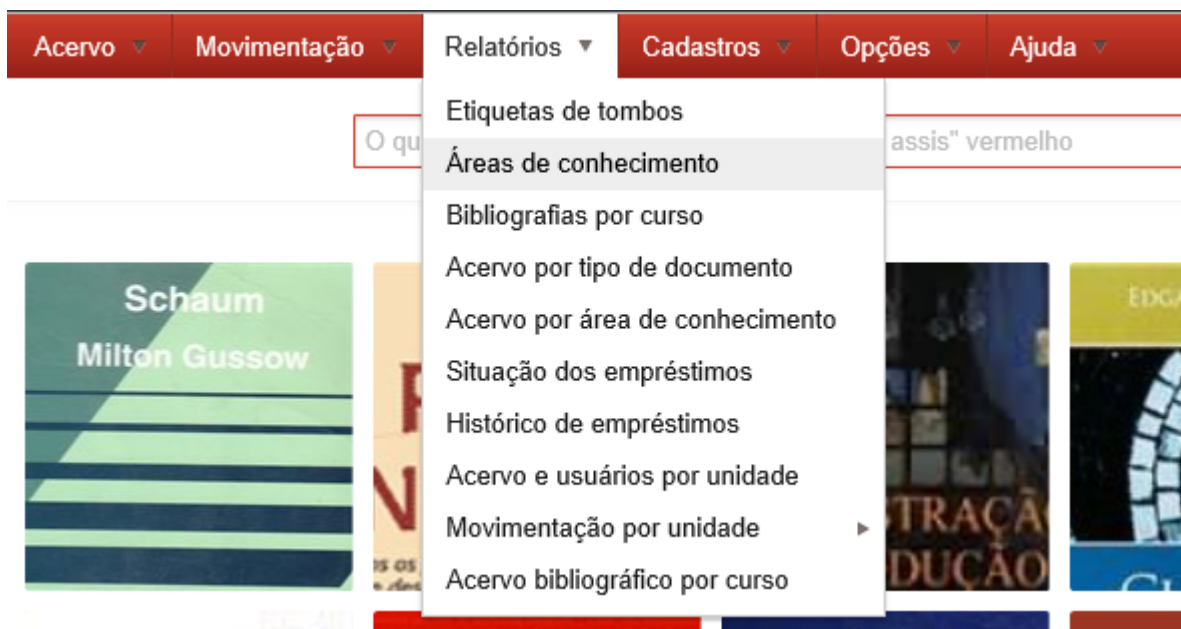 Acervo Movimentação Relatórios Cadastros Opções Ajuda
O qu assis" vermelho
Etiquetas de tombos
Áreas de conhecimento
Bibliografias por curso
Acervo por tipo de documento
Acervo por área de conhecimento
Situação dos empréstimos
Histórico de empréstimos
Acervo e usuários por unidade
Movimentação por unidade
Acervo bibliográfico por curso
Schaum
Milton Gussow
TRAÇÃ
DUÇÃO
EDGA